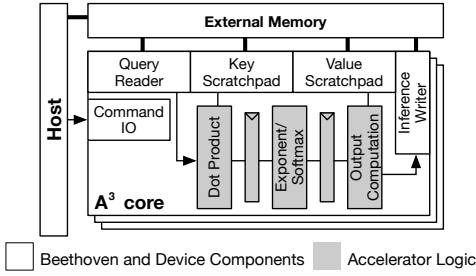 External Memory
Host
Query
Reader
Key
Scratchpad
Value
Scratchpad
Inference
Writer
Command
IO
Dot Product
Exponent/
Softmax
Output
Computation
A³ core
Beethoven and Device Components
Accelerator Logic